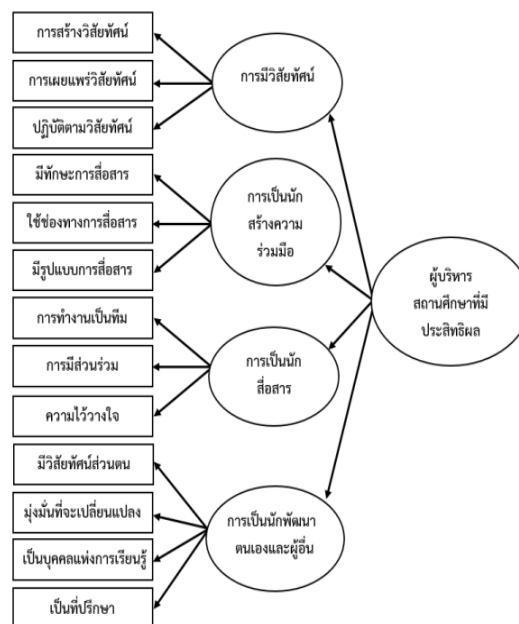 การสร้างวิสัยทัศน์
การเผยแพร่วิสัยทัศน์
ปฏิบัติตามวิสัยทัศน์
มีทักษะการสื่อสาร
ใช้ช่องทางการสื่อสาร
มีรูปแบบการสื่อสาร
การทำงานเป็นทีม
การมีส่วนร่วม
ความไว้วางใจ
มีวิสัยทัศน์ส่วนตน
มุ่งมั่นที่จะเปลี่ยนแปลง
เป็นบุคคลแห่งการเรียนรู้
เป็นที่ปรึกษา
การมีวิสัยทัศน์
การเป็นนัก
สร้างความ
ร่วมมือ
การเป็นนัก
สื่อสาร
การเป็นนักพัฒนา
ตนเองและผู้อื่น
ผู้บริหาร
สถานศึกษาที่มี
ประสิทธิผล